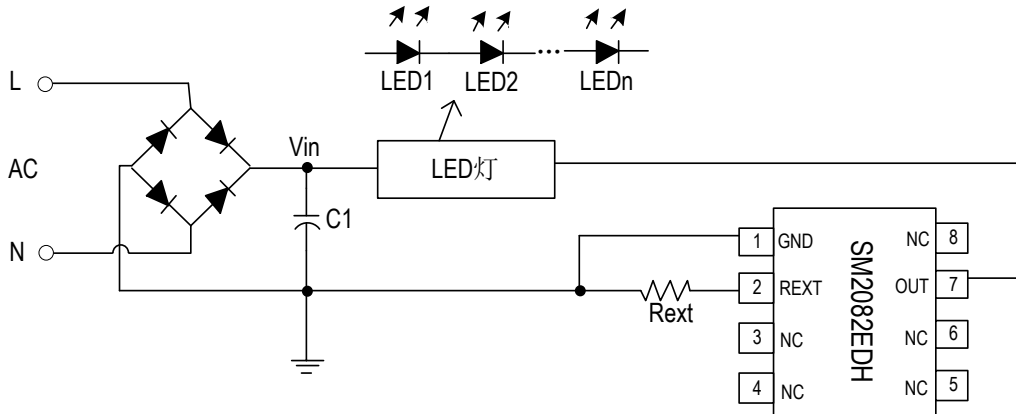 LED1
LED2
...
LEDn
L
AC
N
Vin
LED灯
C1
Rext
SM2082EDH
1 GND
2 REXT
3 NC
4 NC
NC 8
OUT 7
NC 6
NC 5